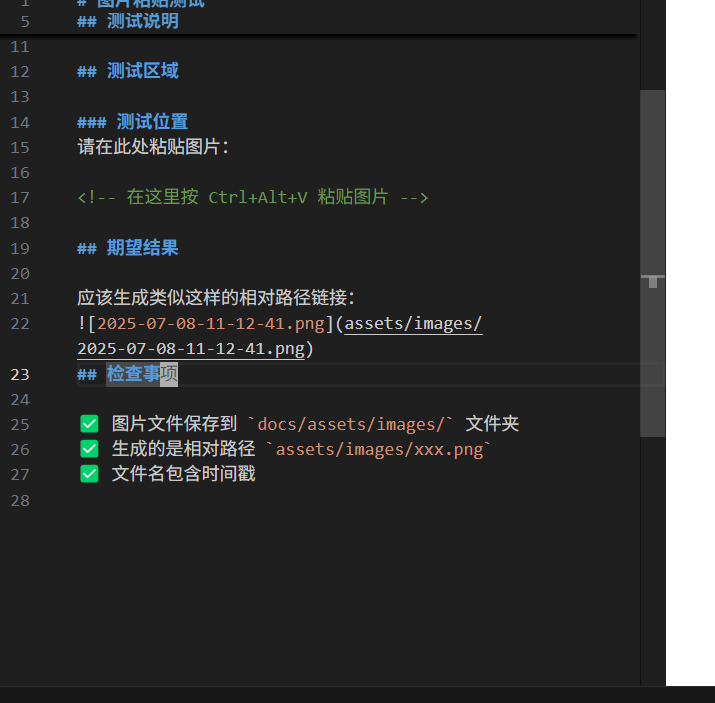 1 # 图片粘贴测试
5 ## 测试说明
11
12 ## 测试区域
13
14 ### 测试位置
15 请在此处粘贴图片：
16
17 <!-- 在这里按 Ctrl+Alt+V 粘贴图片 -->
18
19 ## 期望结果
20
21 应该生成类似这样的相对路径链接：
22 ![2025-07-08-11-12-41.png](assets/images/
2025-07-08-11-12-41.png)
23 ## 检查事项
24
25 ✅ 图片文件保存到 `docs/assets/images/` 文件夹
26 ✅ 生成的是相对路径 `assets/images/xxx.png`
27 ✅ 文件名包含时间戳
28